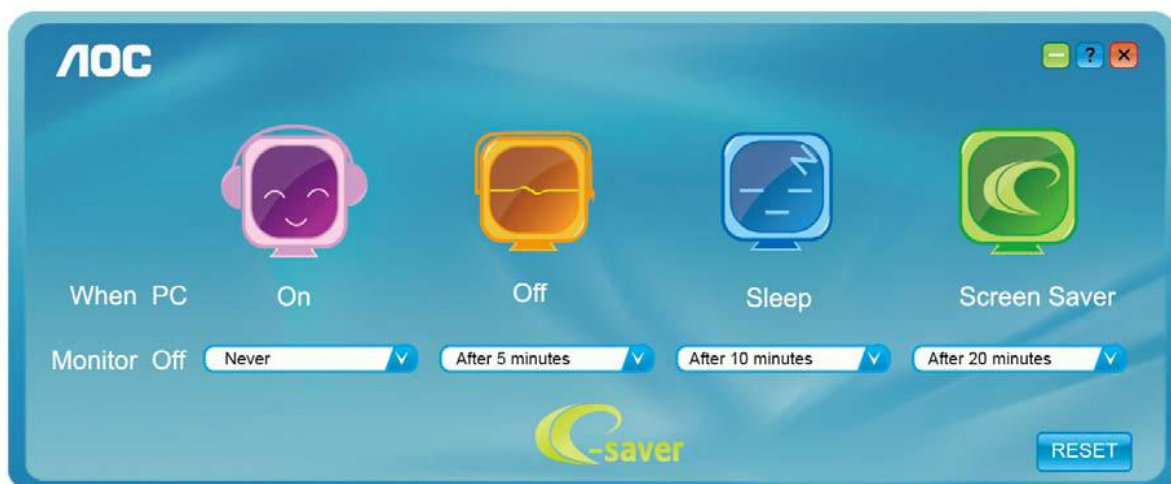 AOC
?
When PC On Off Sleep Screen Saver
Monitor Off Never After 5 minutes After 10 minutes After 20 minutes
e-saver
RESET